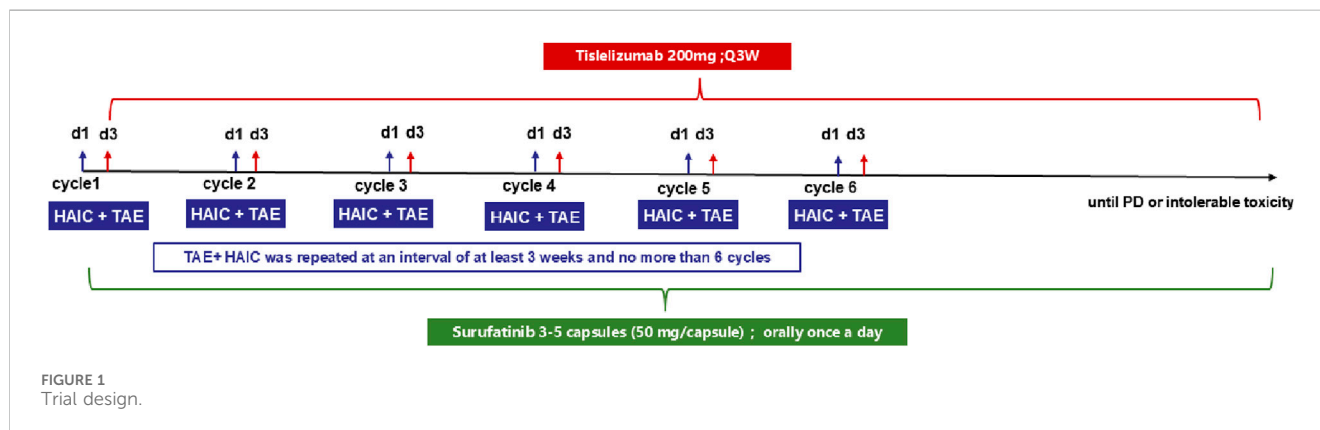 Tislelizumab 200mg ;Q3W
d1 d3 d1 d3 d1 d3 d1 d3 d1 d3 d1 d3
cycle1 cycle 2 cycle 3 cycle 4 cycle 5 cycle 6
HAIC + TAE HAIC + TAE HAIC + TAE HAIC + TAE HAIC + TAE HAIC + TAE until PD or intolerable toxicity
TAE+ HAIC was repeated at an interval of at least 3 weeks and no more than 6 cycles
Surufatinib 3-5 capsules (50 mg/capsule) ; orally once a day
FIGURE 1
Trial design.